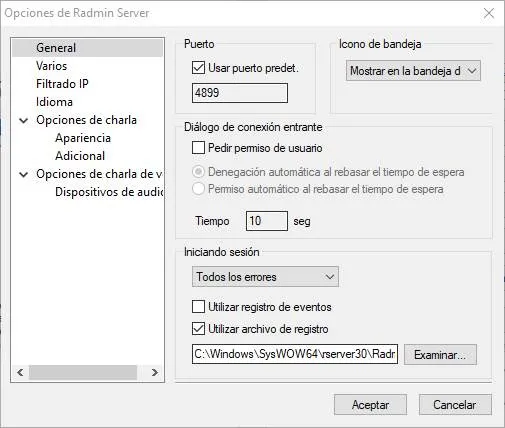 Opciones de Radmin Server
General
Varios
Filtrado IP
Idioma
Opciones de charla
Apariencia
Adicional
Opciones de charla de vo
Dispositivos de audio
Puerto
Usar puerto predet.
4899
Icono de bandeja
Mostrar en la bandeja d
Diálogo de conexión entrante
Pedir permiso de usuario
Denegación automática al rebasar el tiempo de espera
Permiso automático al rebasar el tiempo de espera
Tiempo 10 seg
Iniciando sesión
Todos los errores
Utilizar registro de eventos
Utilizar archivo de registro
C:\Windows\SysWOW64\rserver30\Radr Examinar...
Aceptar Cancelar